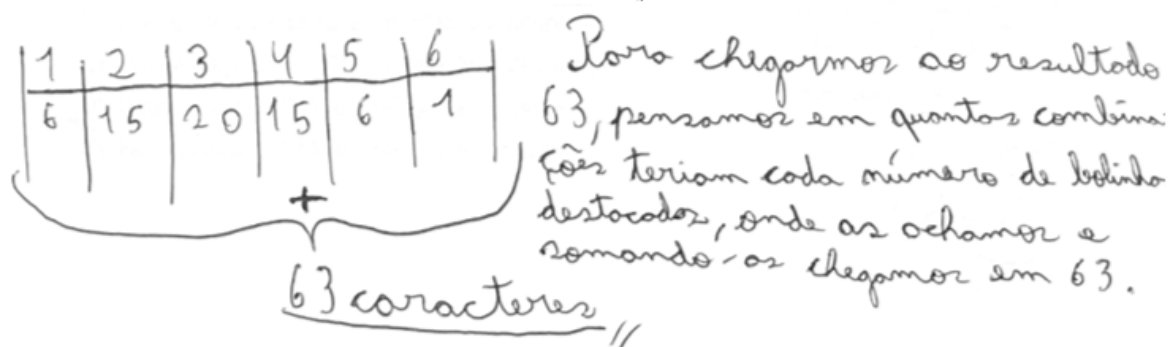 1 2 3 4 5 6
6 15 20 15 6 1
+
63 caracteres
Para chegarmos ao resultado
63, pensamos em quantas combina-
ções teriam cada número de bolinha
destacados, onde as achamos e
somando-as chegamos em 63.